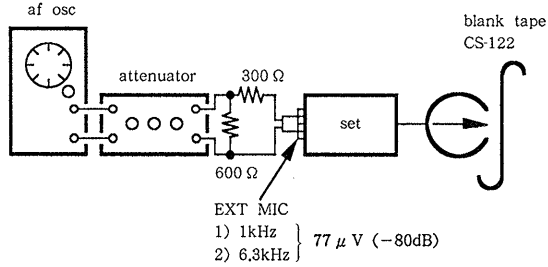 af osc
blank tape
CS-122
attenuator
300 Ω
set
600 Ω
EXT MIC
1) 1kHz
2) 6.3kHz
77 μ V (−80dB)